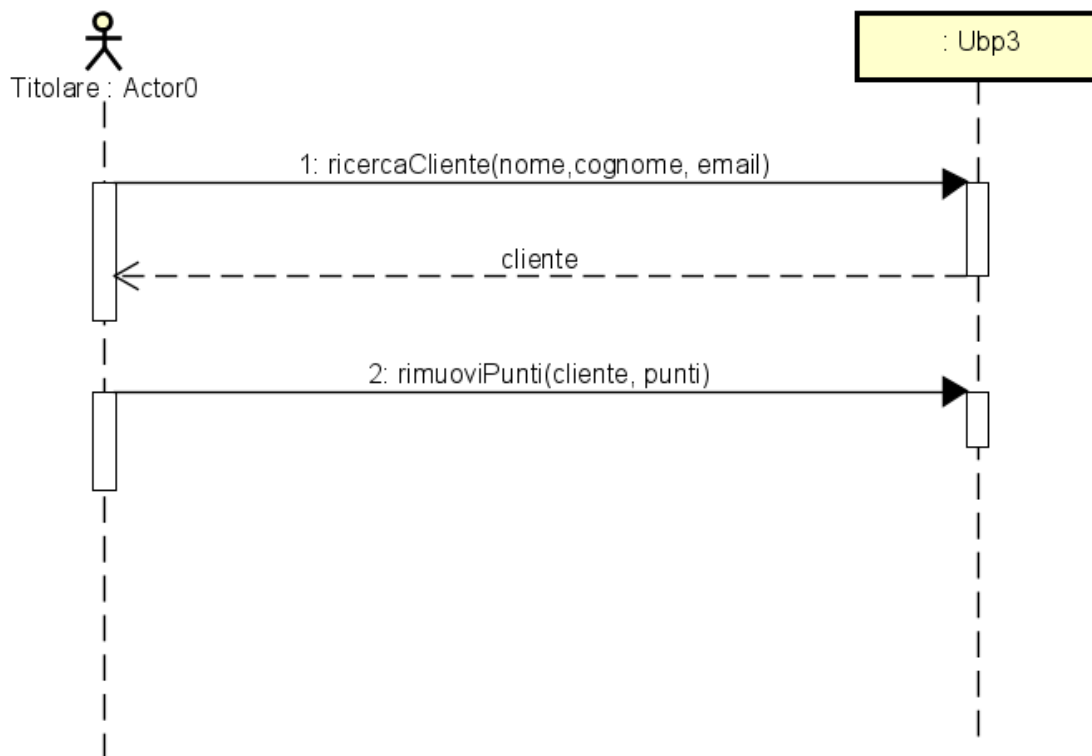 : Ubp3
Titolare : Actor0
1: ricercaCliente(nome,cognome, email)
cliente
2: rimuoviPunti(cliente, punti)